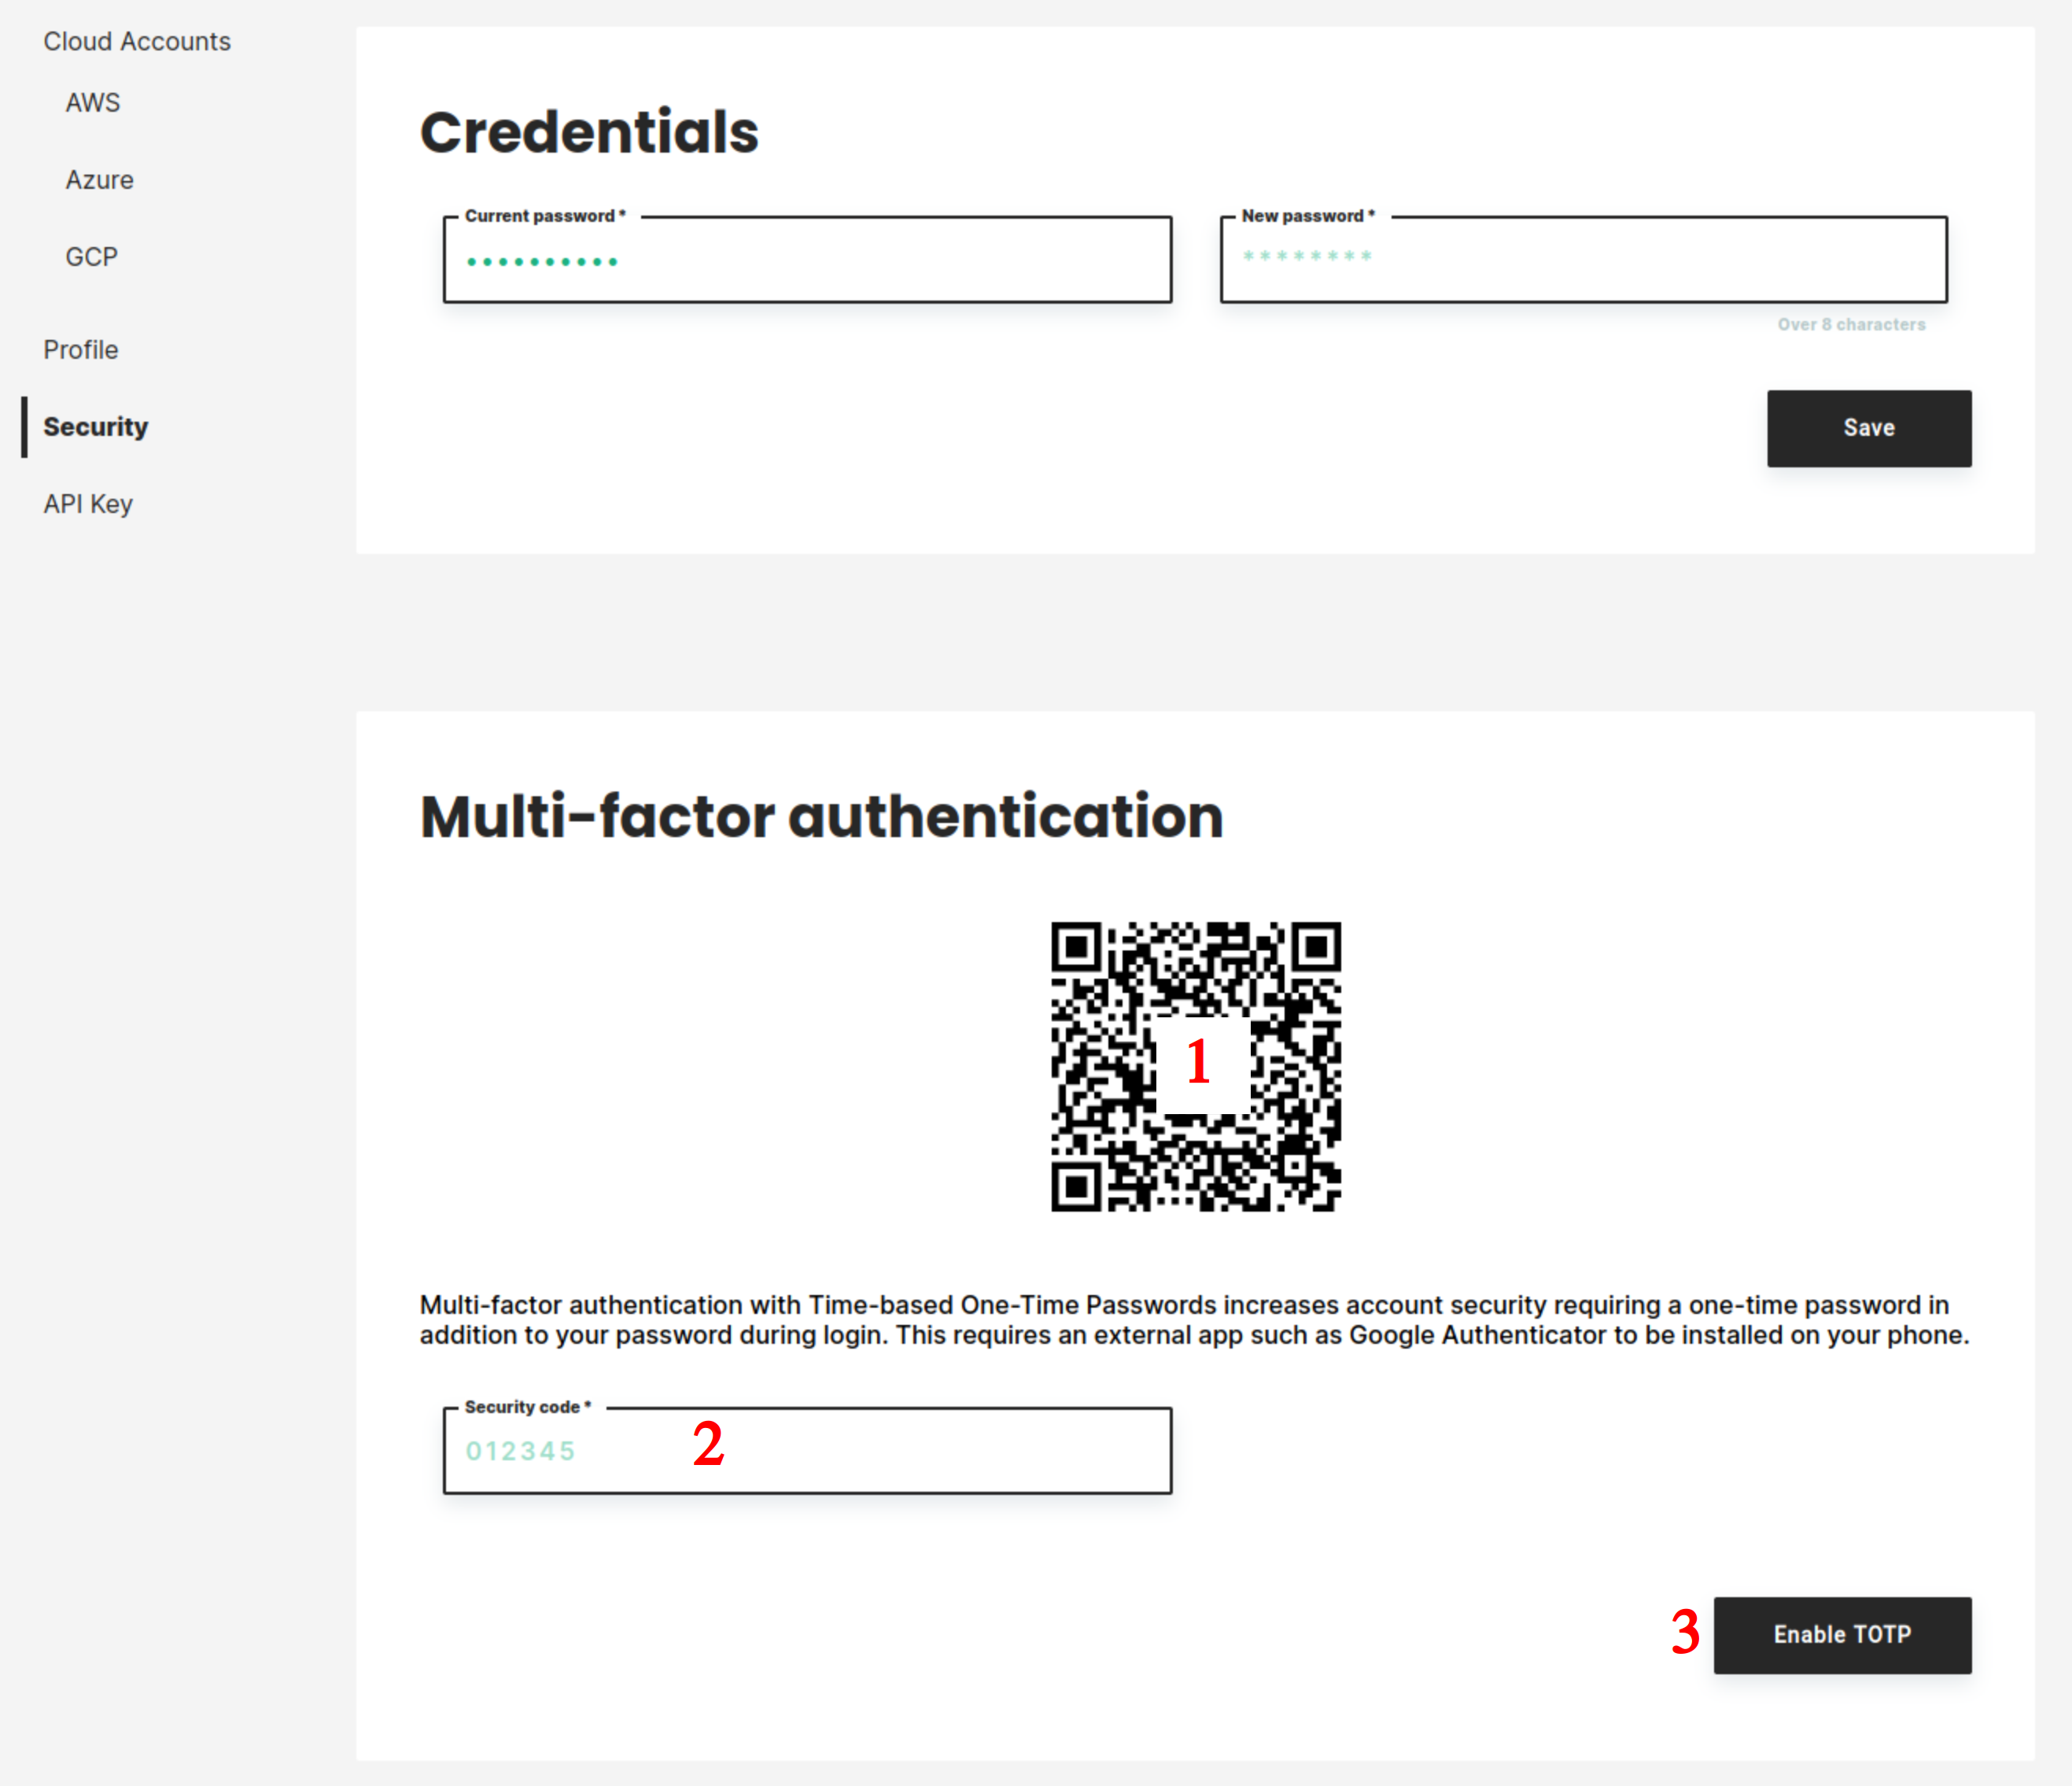 Cloud Accounts
AWS
Azure
GCP
Profile
Security
API Key
Credentials
Current password *
••••••••••
New password *
********
Over 8 characters
Save
Multi-factor authentication
1
Multi-factor authentication with Time-based One-Time Passwords increases account security requiring a one-time password in
addition to your password during login. This requires an external app such as Google Authenticator to be installed on your phone.
Security code *
012345
2
3
Enable TOTP